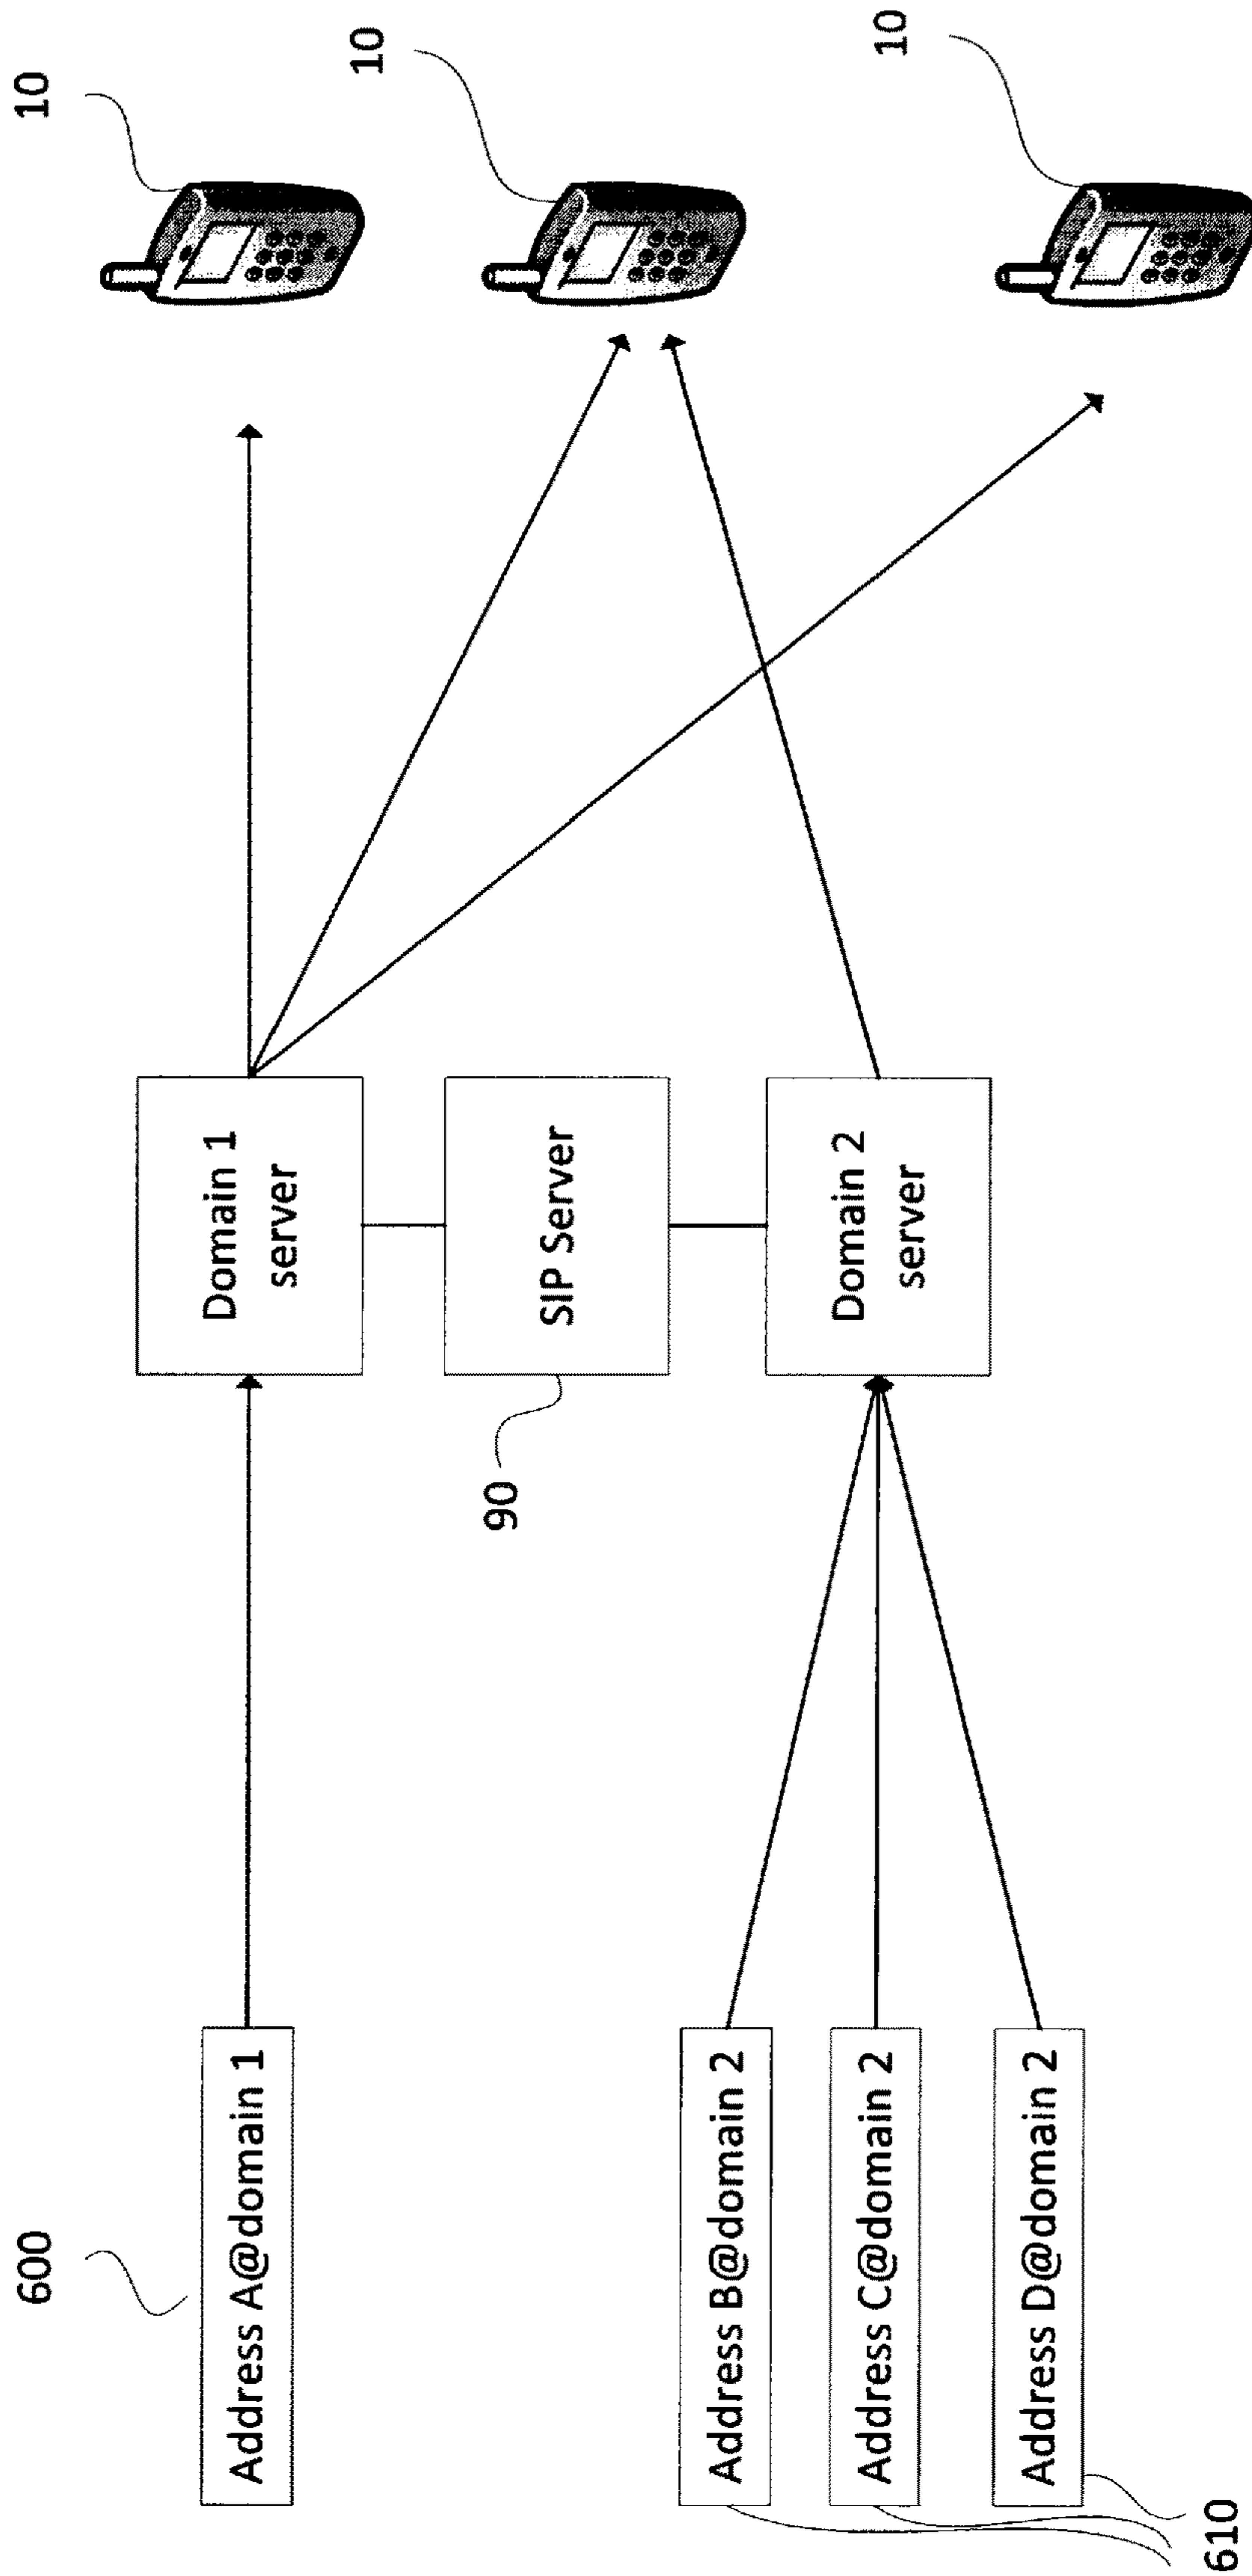 600
Address A@domain 1
Address B@domain 2
Address C@domain 2
Address D@domain 2
610
Domain 1
server
SIP Server
90
Domain 2
server
10
10
10